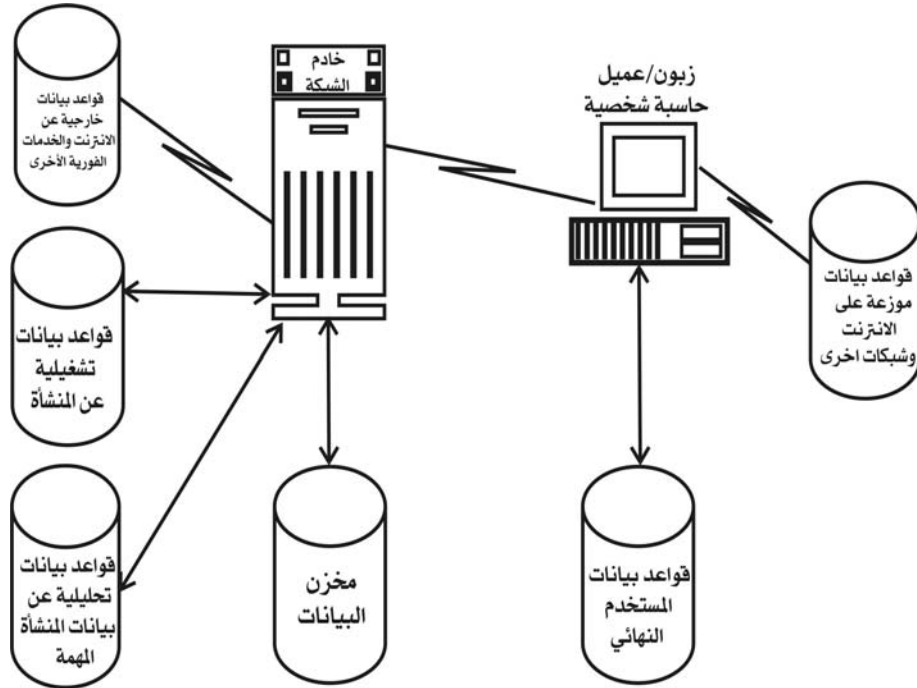 خادم
الشبكة
زبون/عميل
حاسبة شخصية
قواعد بيانات
خارجية عن
الانترنت والخدمات
الفورية الأخرى
قواعد بيانات
موزعة على
الانترنت
وشبكات اخرى
قواعد بيانات
تشغيلية
عن المنشأة
قواعد بيانات
تحليلية عن
بيانات المنشأة
المهمة
مخزن
البيانات
قواعد بيانات
المستخدم
النهائي